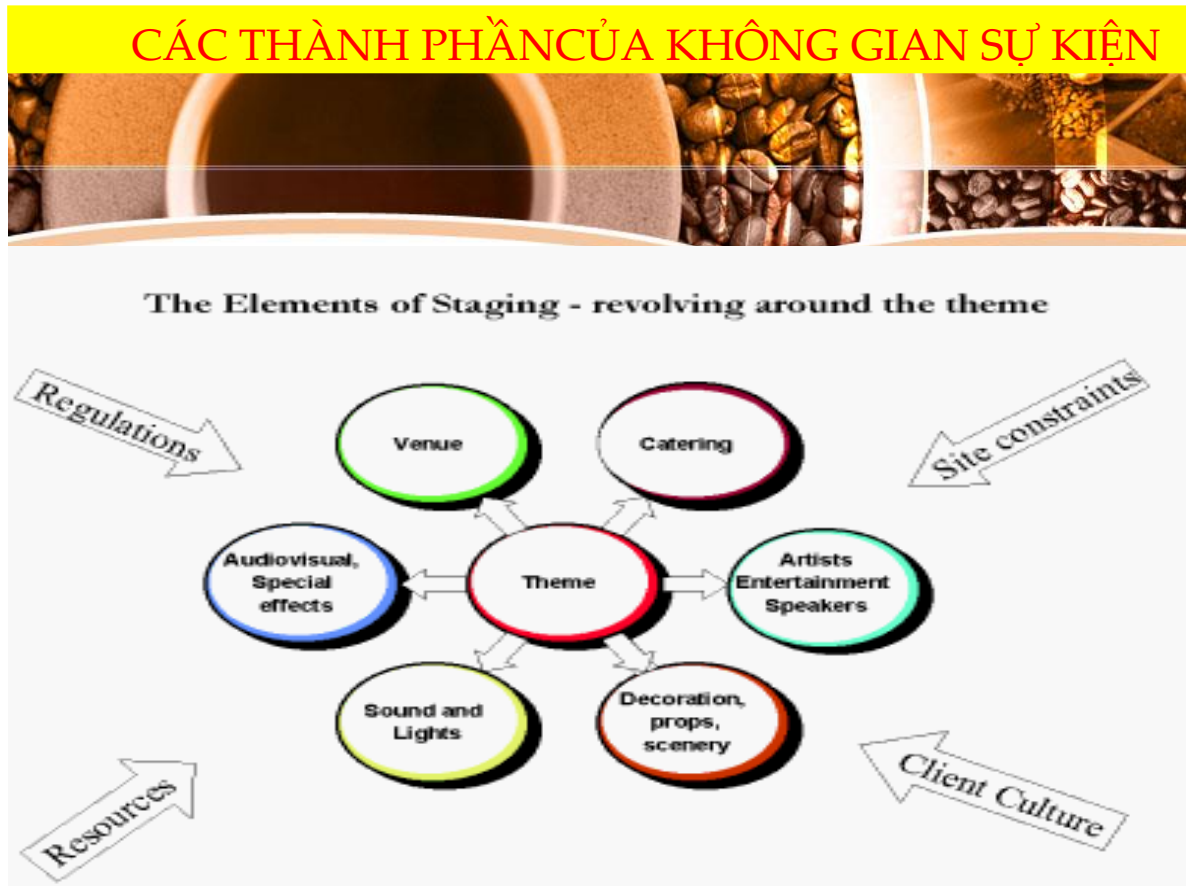 CÁC THÀNH PHẦNCỦA KHÔNG GIAN SỰ KIỆN
The Elements of Staging - revolving around the theme
Regulations
Site constraints
Venue
Catering
Audiovisual,
Special
effects
Theme
Artists
Entertainment
Speakers
Sound and
Lights
Decoration,
props,
scenery
Resources
Client Culture